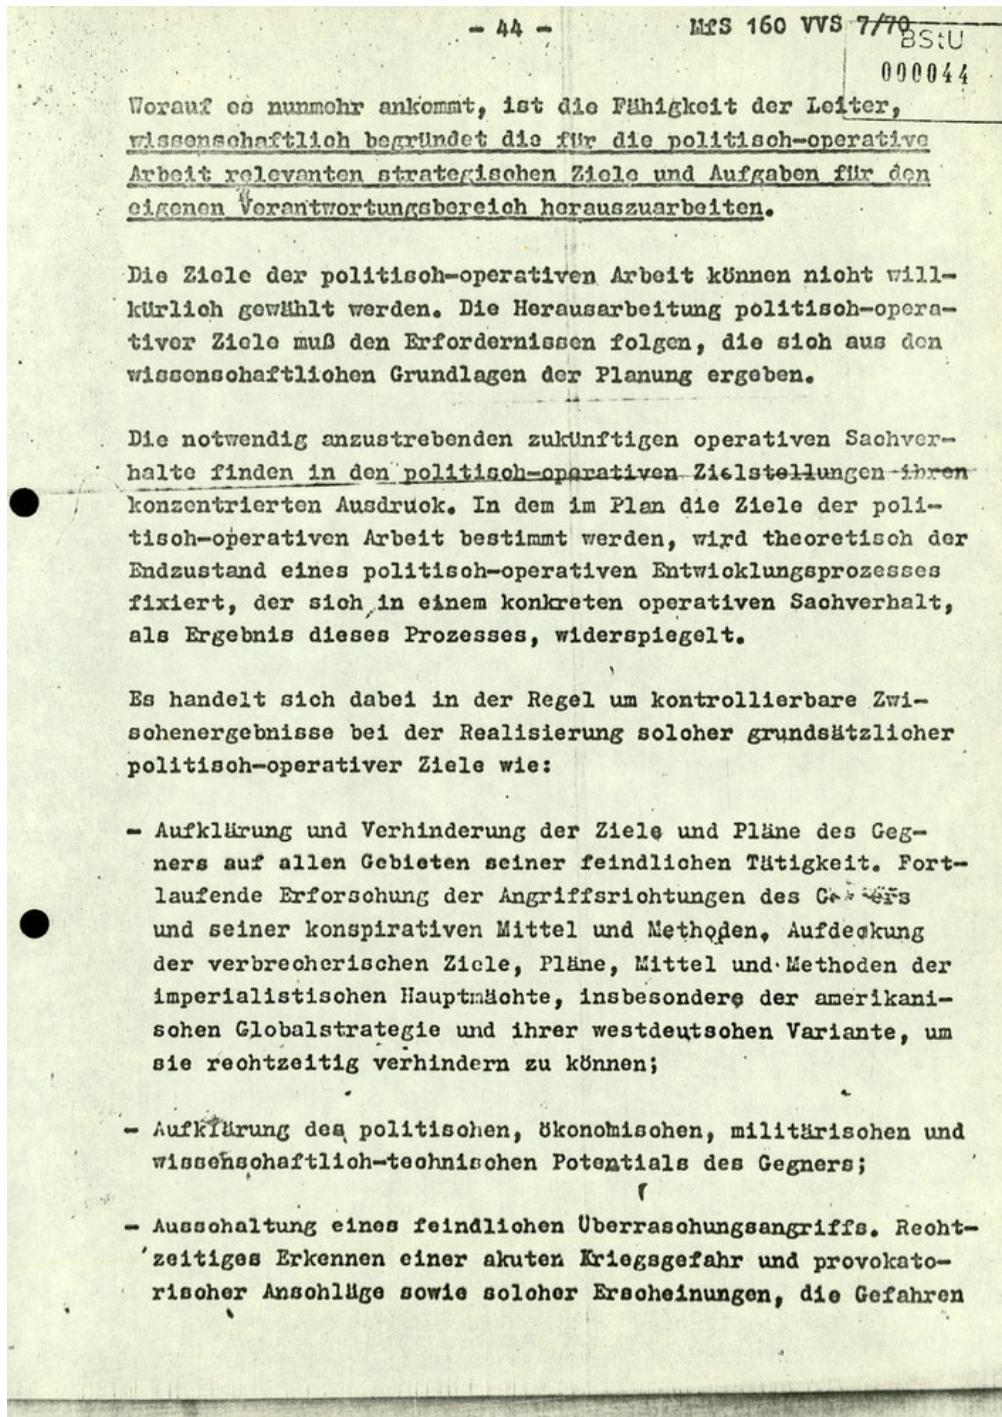 - 44 -
MfS 160 VVS 7/70
BStU
000044
Worauf es nunmehr ankommt, ist die Fähigkeit der Leiter,
wissenschaftlich begründet die für die politisch-operative
Arbeit relevanten strategischen Ziele und Aufgaben für den
eigenen Verantwortungsbereich herauszuarbeiten.
Die Ziele der politisch-operativen Arbeit können nicht will-
kürlich gewählt werden. Die Herausarbeitung politisch-opera-
tiver Ziele muß den Erfordernissen folgen, die sich aus den
wissenschaftlichen Grundlagen der Planung ergeben.
Die notwendig anzustrebenden zukünftigen operativen Sachver-
halte finden in den politisch-operativen Zielstellungen ihren
konzentrierten Ausdruck. In dem im Plan die Ziele der poli-
tisch-operativen Arbeit bestimmt werden, wird theoretisch der
Endzustand eines politisch-operativen Entwicklungsprozesses
fixiert, der sich in einem konkreten operativen Sachverhalt,
als Ergebnis dieses Prozesses, widerspiegelt.
Es handelt sich dabei in der Regel um kontrollierbare Zwi-
schenergebnisse bei der Realisierung solcher grundsätzlicher
politisch-operativer Ziele wie:
- Aufklärung und Verhinderung der Ziele und Pläne des Geg-
ners auf allen Gebieten seiner feindlichen Tätigkeit. Fort-
laufende Erforschung der Angriffsrichtungen des Gegners
und seiner konspirativen Mittel und Methoden. Aufdeckung
der verbrecherischen Ziele, Pläne, Mittel und Methoden der
imperialistischen Hauptmächte, insbesondere der amerikani-
schen Globalstrategie und ihrer westdeutschen Variante, um
sie rechtzeitig verhindern zu können;
- Aufklärung des politischen, ökonomischen, militärischen und
wissenschaftlich-technischen Potentials des Gegners;
- Ausschaltung eines feindlichen Überraschungsangriffs. Recht-
zeitiges Erkennen einer akuten Kriegsgefahr und provokato-
rischer Anschläge sowie solcher Erscheinungen, die Gefahren